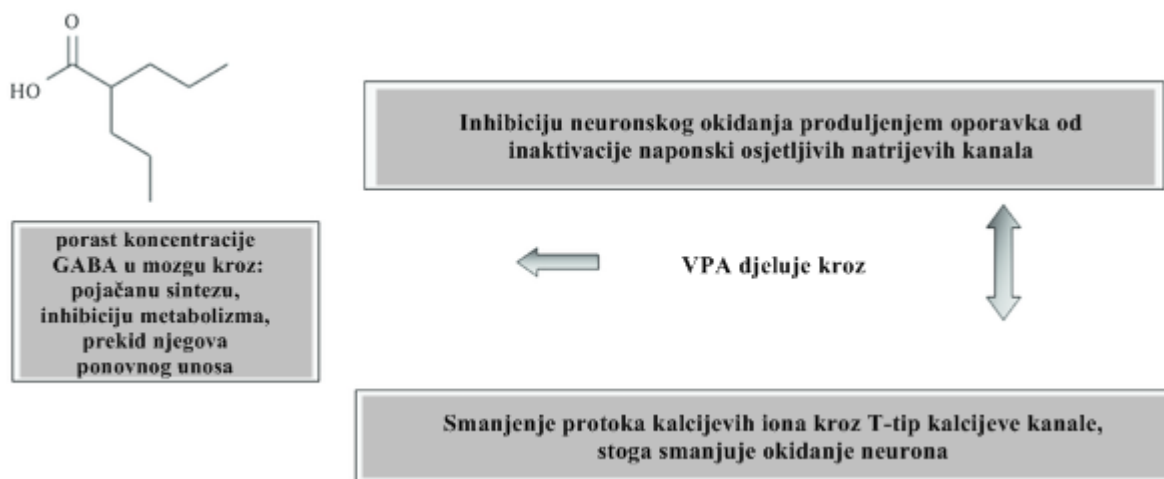 O
HO
Inhibiciju neuronskog okidanja produljenjem oporavka od
inaktivacije naponski osjetljivih natrijevih kanala
porast koncentracije
GABA u mozgu kroz:
pojačanu sintezu,
inhibiciju metabolizma,
prekid njegova
ponovnog unosa
VPA djeluje kroz
Smanjenje protoka kalcijevih iona kroz T-tip kalcijeve kanale,
stoga smanjuje okidanje neurona